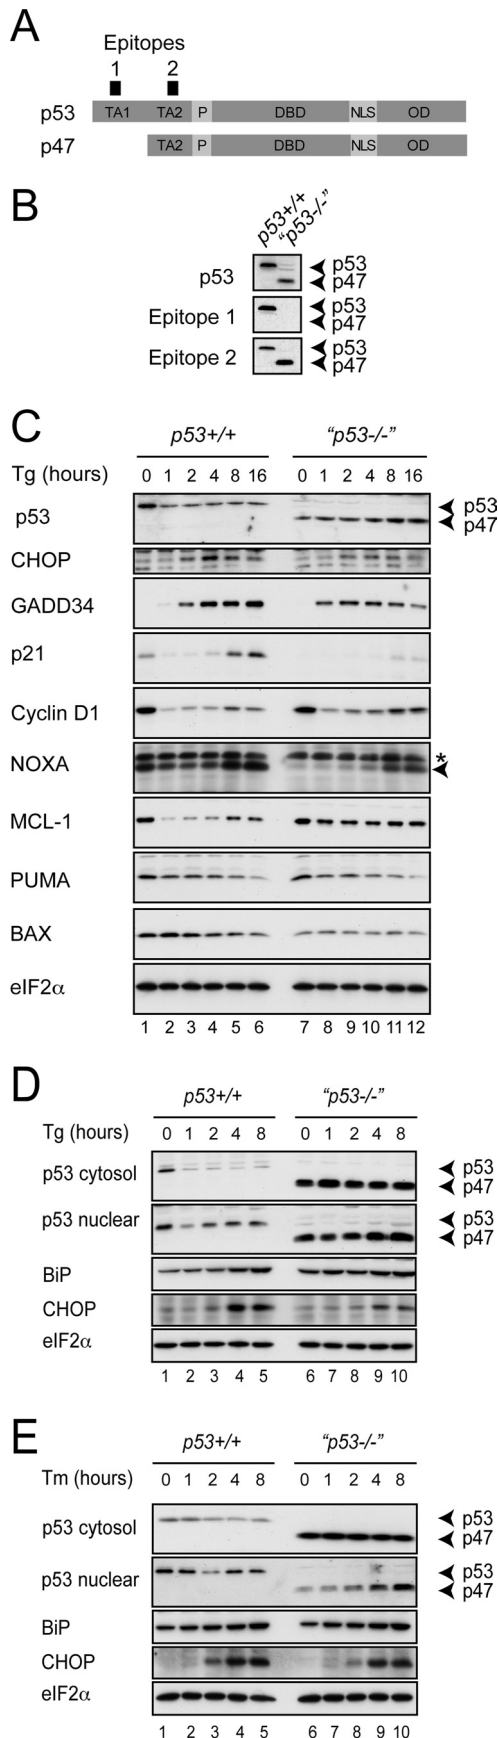 A
Epitopes
1 2
p53 TA1 TA2 P DBD NLS OD
p47 TA2 P DBD NLS OD
B
p53+/+ “p53-/-”
p53 p53
p47
Epitope 1 p53
p47
Epitope 2 p53
p47
C
p53+/+ “p53-/-”
Tg (hours) 0 1 2 4 8 16 0 1 2 4 8 16
p53 p53
p47
CHOP
GADD34
p21
Cyclin D1
NOXA *
MCL-1
PUMA
BAX
eIF2α
1 2 3 4 5 6 7 8 9 10 11 12
D
p53+/+ “p53-/-”
Tg (hours) 0 1 2 4 8 0 1 2 4 8
p53 cytosol p53
p47
p53 nuclear p53
p47
BiP
CHOP
eIF2α
1 2 3 4 5 6 7 8 9 10
E
p53+/+ “p53-/-”
Tm (hours) 0 1 2 4 8 0 1 2 4 8
p53 cytosol p53
p47
p53 nuclear p53
p47
BiP
CHOP
eIF2α
1 2 3 4 5 6 7 8 9 10